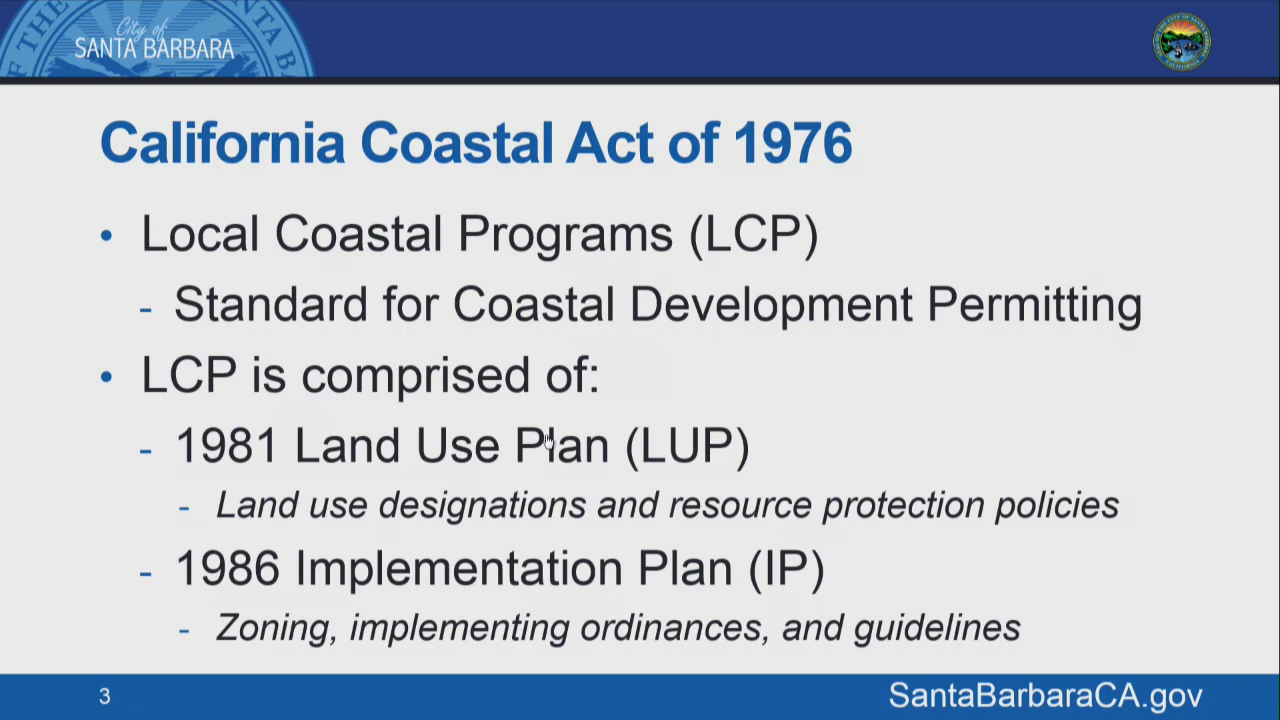 City of
SANTA BARBARA
California Coastal Act of 1976
• Local Coastal Programs (LCP)
- Standard for Coastal Development Permitting
• LCP is comprised of:
- 1981 Land Use Plan (LUP)
- Land use designations and resource protection policies
- 1986 Implementation Plan (IP)
- Zoning, implementing ordinances, and guidelines
3
SantaBarbaraCA.gov